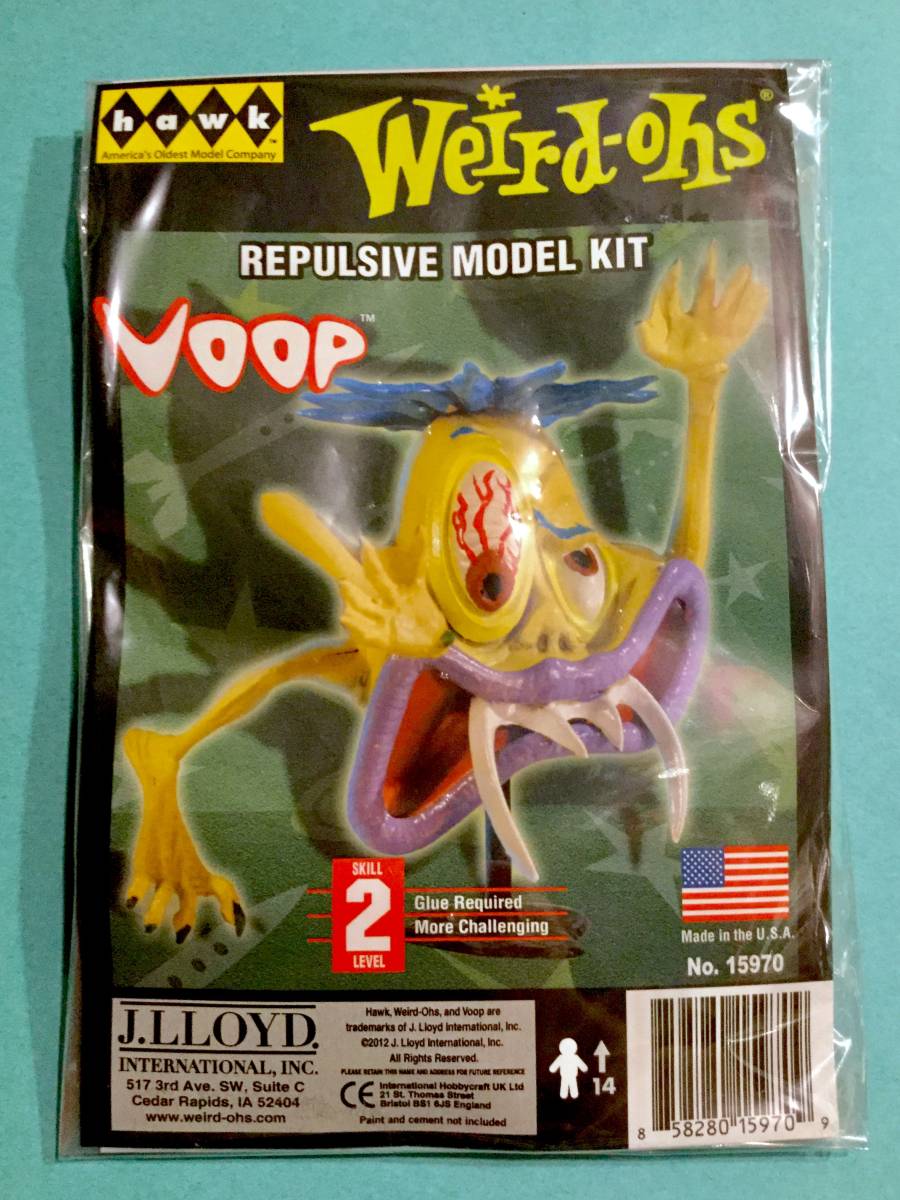 hawk™
America's Oldest Model Company
Weird-ohs®
REPULSIVE MODEL KIT
VOOP™
SKILL
2
LEVEL
Glue Required
More Challenging
Made in the U.S.A.
No. 15970
J.LLOYD
INTERNATIONAL, INC.
517 3rd Ave. SW, Suite C
Cedar Rapids, IA 52404
www.weird-ohs.com
Hawk, Weird-Ohs, and Voop are
trademarks of J. Lloyd International, Inc.
©2012 J. Lloyd International, Inc.
All Rights Reserved.
PLEASE RETAIN THIS NAME AND ADDRESS FOR FUTURE REFERENCE
CE
International Hobbycraft UK Ltd
21 St. Thomas Street
Bristol BS1 6JS England
Paint and cement not included
14
8 58280 15970 9